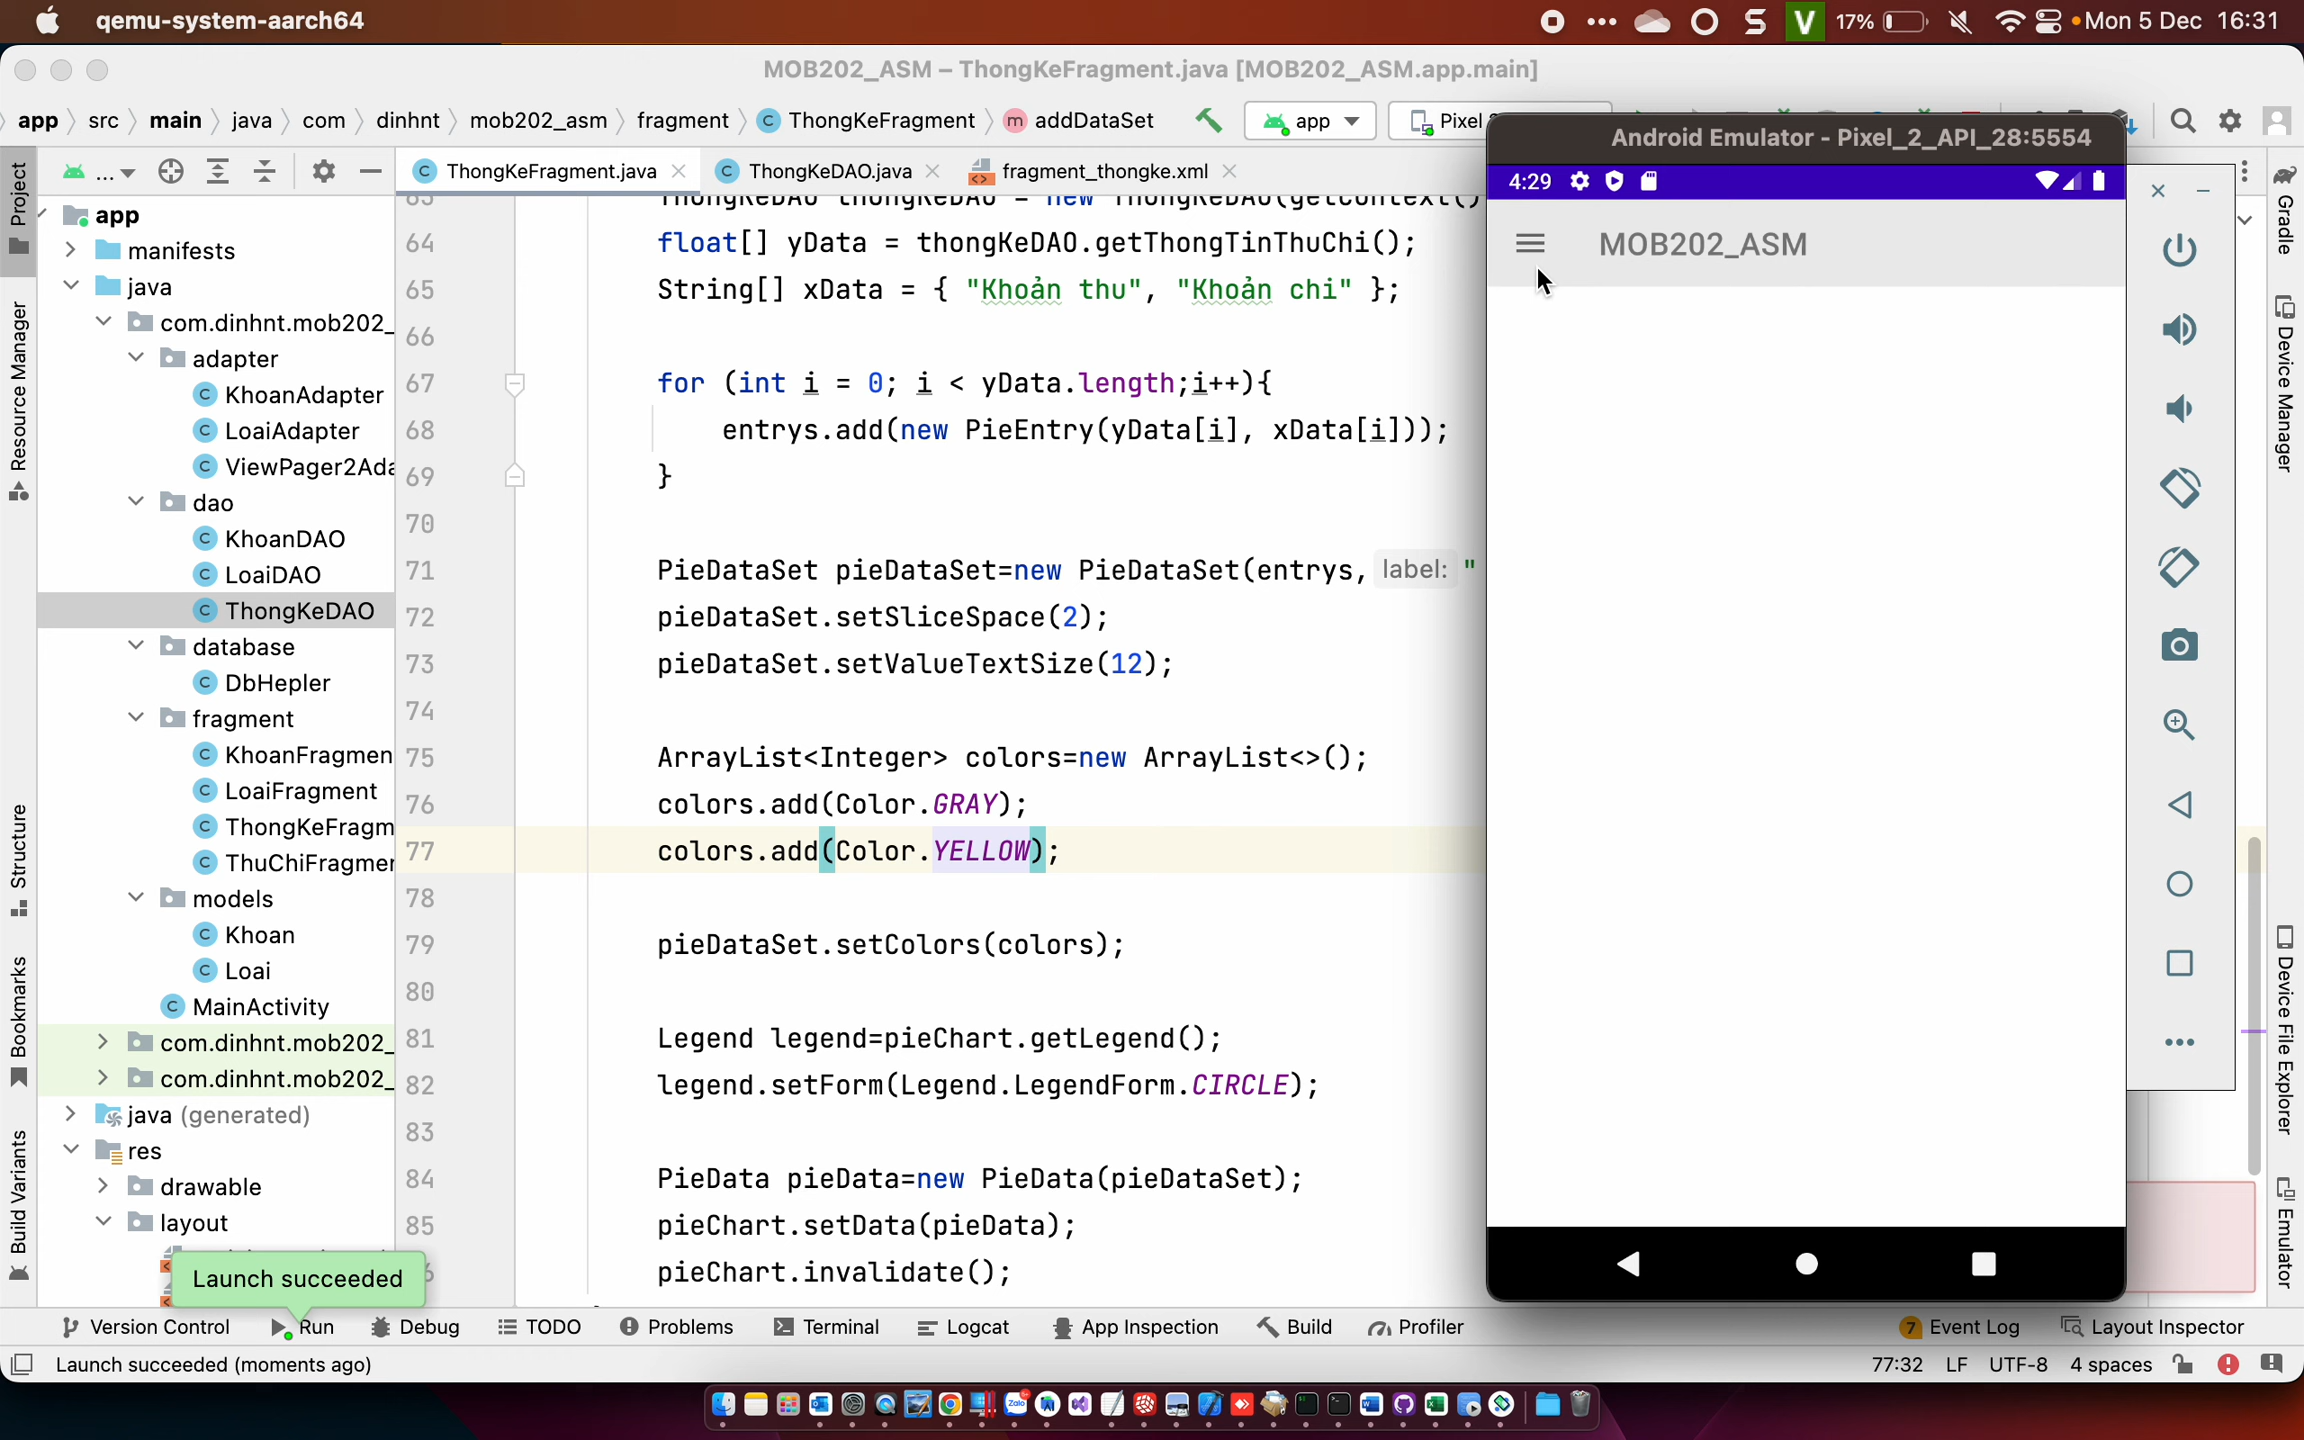 qemu-system-aarch64
17%
Mon 5 Dec 16:31
MOB202_ASM – ThongKeFragment.java [MOB202_ASM.app.main]
app
src
main
java
com
dinhnt
mob202_asm
fragment
ThongKeFragment
addDataSet
app
Pixel
...
ThongKeFragment.java
ThongKeDAO.java
fragment_thongke.xml
Project
Resource Manager
Structure
Bookmarks
Build Variants
app
manifests
java
com.dinhnt.mob202_
adapter
KhoanAdapter
LoaiAdapter
ViewPager2Ada
dao
KhoanDAO
LoaiDAO
ThongKeDAO
database
DbHepler
fragment
KhoanFragmen
LoaiFragment
ThongKeFragm
ThuChiFragmen
models
Khoan
Loai
MainActivity
com.dinhnt.mob202_
com.dinhnt.mob202_
java (generated)
res
drawable
layout
Launch succeeded
63 ThongKeDAO thongKeDAO = new ThongKeDAO(getContext()
64 float[] yData = thongKeDAO.getThongTinThuChi();
65 String[] xData = { "Khoản thu", "Khoản chi" };
66
67 for (int i = 0; i < yData.length;i++){
68 entrys.add(new PieEntry(yData[i], xData[i]));
69 }
70
71 PieDataSet pieDataSet=new PieDataSet(entrys, label: "
72 pieDataSet.setSliceSpace(2);
73 pieDataSet.setValueTextSize(12);
74
75 ArrayList<Integer> colors=new ArrayList<>();
76 colors.add(Color.GRAY);
77 colors.add(Color.YELLOW);
78
79 pieDataSet.setColors(colors);
80
81 Legend legend=pieChart.getLegend();
82 legend.setForm(Legend.LegendForm.CIRCLE);
83
84 PieData pieData=new PieData(pieDataSet);
85 pieChart.setData(pieData);
pieChart.invalidate();
Android Emulator - Pixel_2_API_28:5554
4:29
MOB202_ASM
Gradle
Device Manager
Device File Explorer
Emulator
Version Control
Run
Debug
TODO
Problems
Terminal
Logcat
App Inspection
Build
Profiler
7 Event Log
Layout Inspector
Launch succeeded (moments ago)
77:32
LF
UTF-8
4 spaces
Zalo